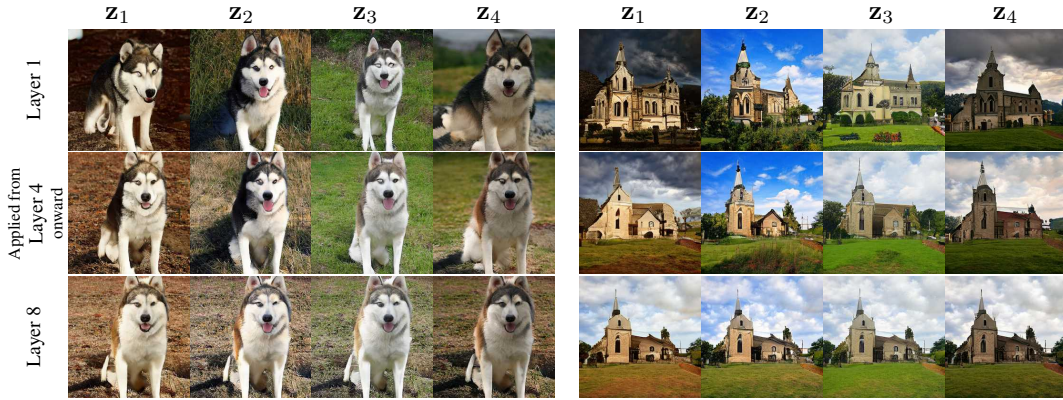 z1 z2 z3 z4 z1 z2 z3 z4
Layer 1
Applied from
Layer 4
onward
Layer 8